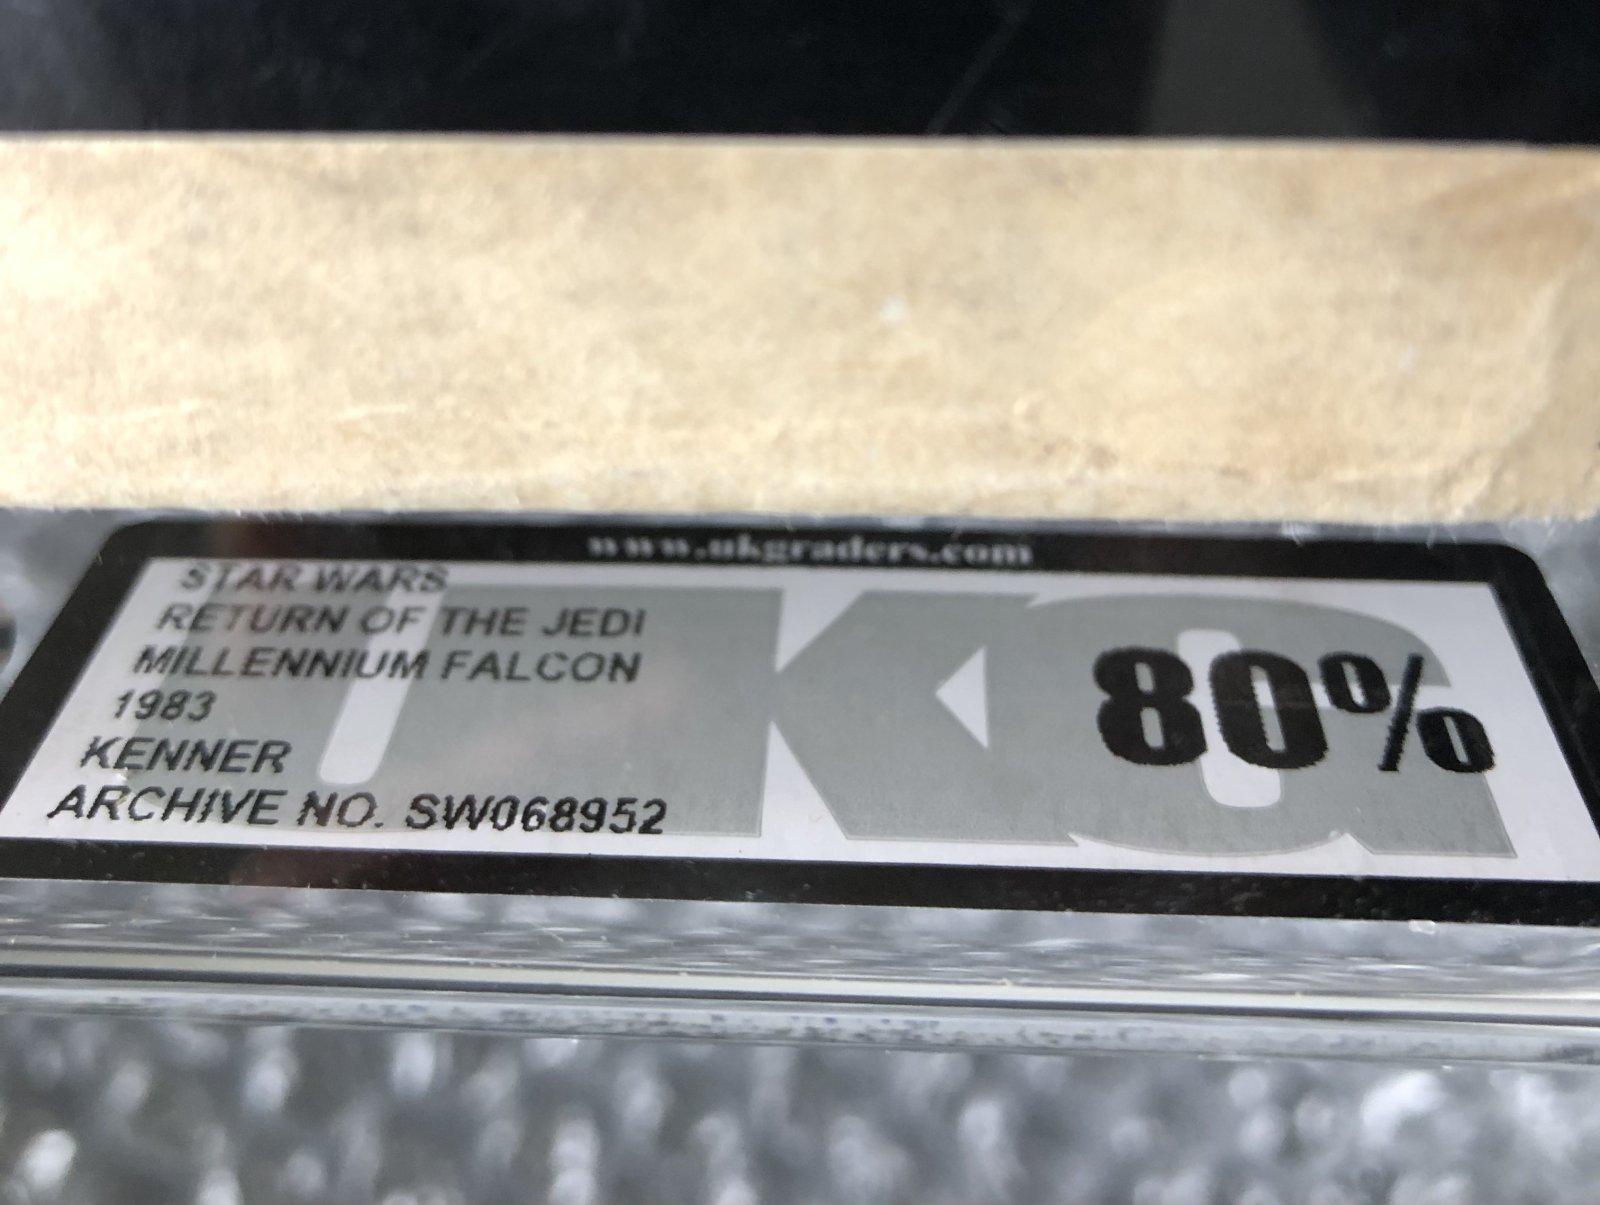 www.ukgraders.com
STAR WARS
RETURN OF THE JEDI
MILLENNIUM FALCON
1983
KENNER
ARCHIVE NO. SW068952
UKG
80%